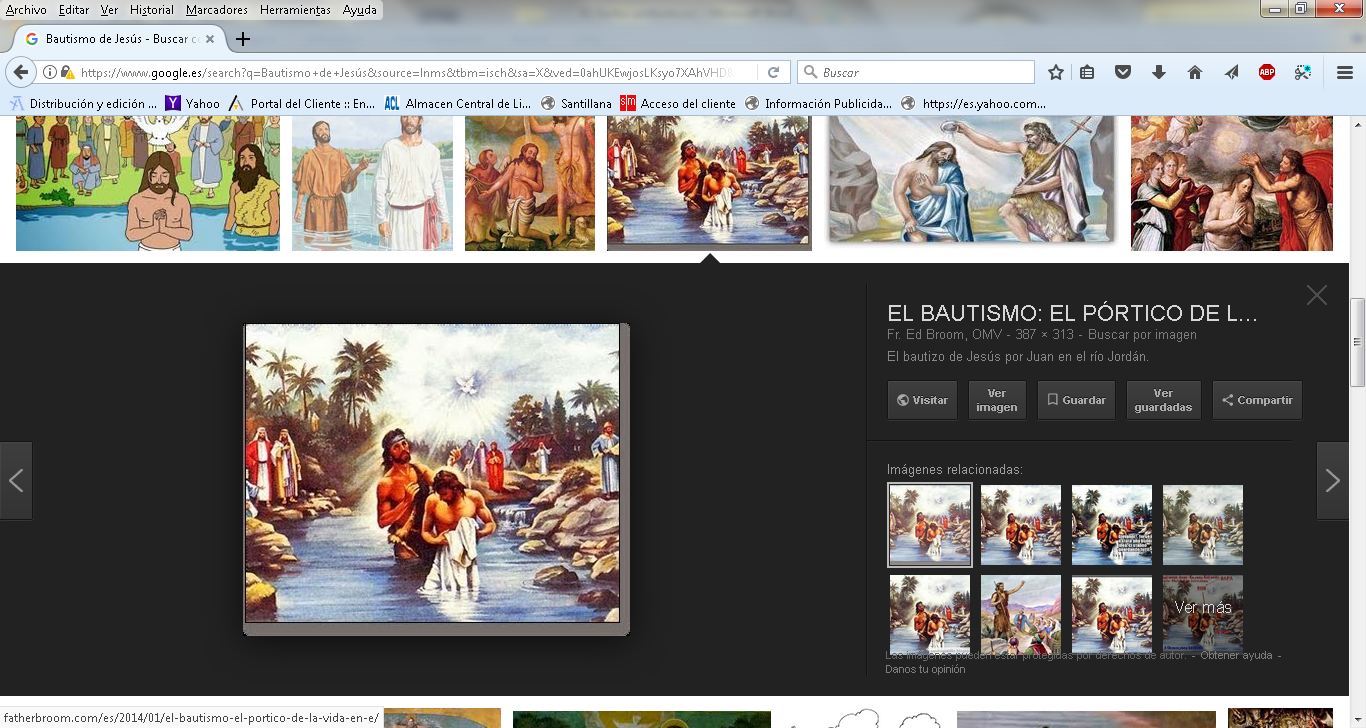 Archivo Editar Ver Historial Marcadores Herramientas Ayuda
Bautismo de Jesús - Buscar c
https://www.google.es/search?q=Bautismo+de+Jesús&source=lnms&tbm=isch&sa=X&ved=0ahUKEwjosLKsyo7XAhVHD
Buscar
ABP
Distribución y edición ... Yahoo Portal del Cliente :: En... ACL Almacen Central de Li... Santillana sm Acceso del cliente Información Publicida... https://es.yahoo.com...
EL BAUTISMO: EL PÓRTICO DE L...
Fr. Ed Broom, OMV - 387 × 313 - Buscar por imagen
El bautizo de Jesús por Juan en el río Jordán.
Visitar
Ver
imagen
Guardar
Ver
guardadas
Compartir
Imágenes relacionadas:
Ver más
Las imágenes pueden estar protegidas por derechos de autor. - Obtener ayuda -
Danos tu opinión
fatherbroom.com/es/2014/01/el-bautismo-el-portico-de-la-vida-en-e/